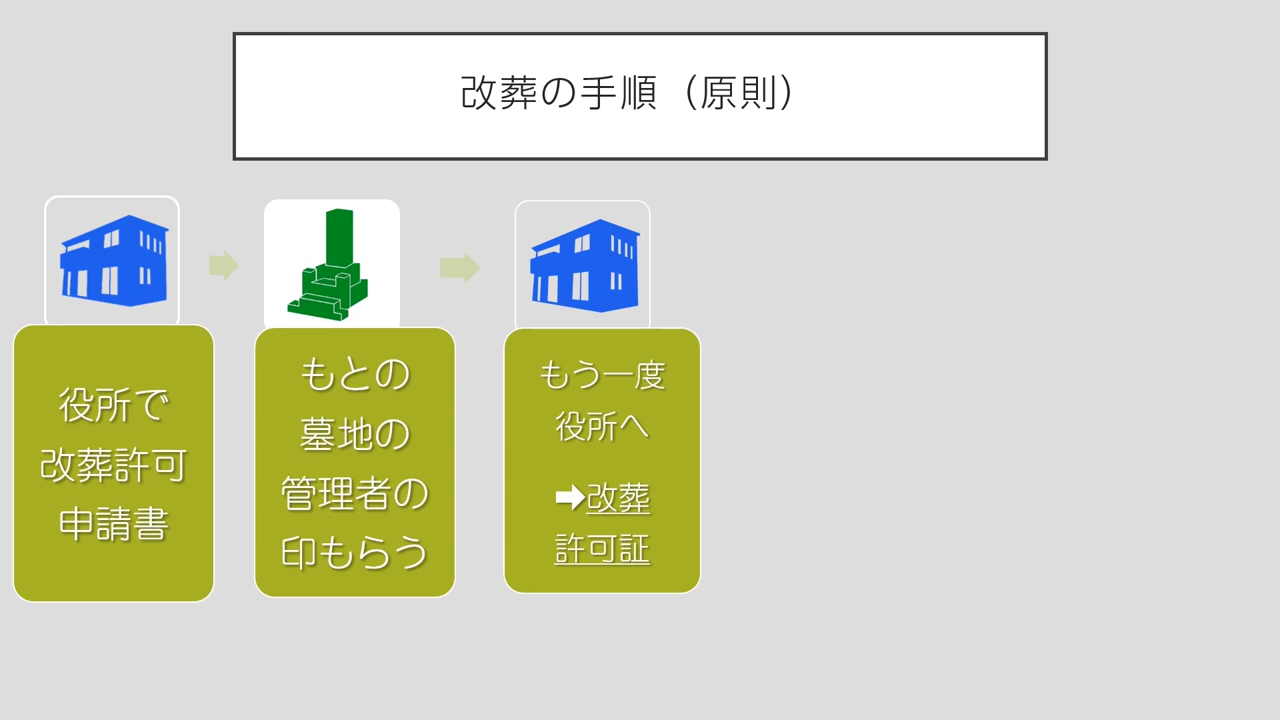 改葬の手順（原則）
役所で
改葬許可
申請書
もとの
墓地の
管理者の
印もらう
もう一度
役所へ
➡改葬
許可証